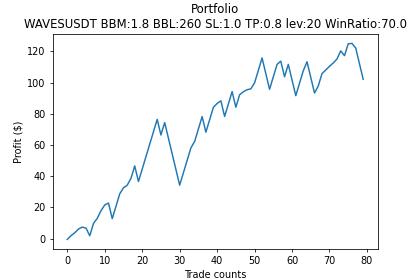 Portfolio
WAVESUSDT BBM:1.8 BBL:260 SL:1.0 TP:0.8 lev:20 WinRatio:70.0
120
100
80
60
40
20
0
Profit ($)
0 10 20 30 40 50 60 70 80
Trade counts